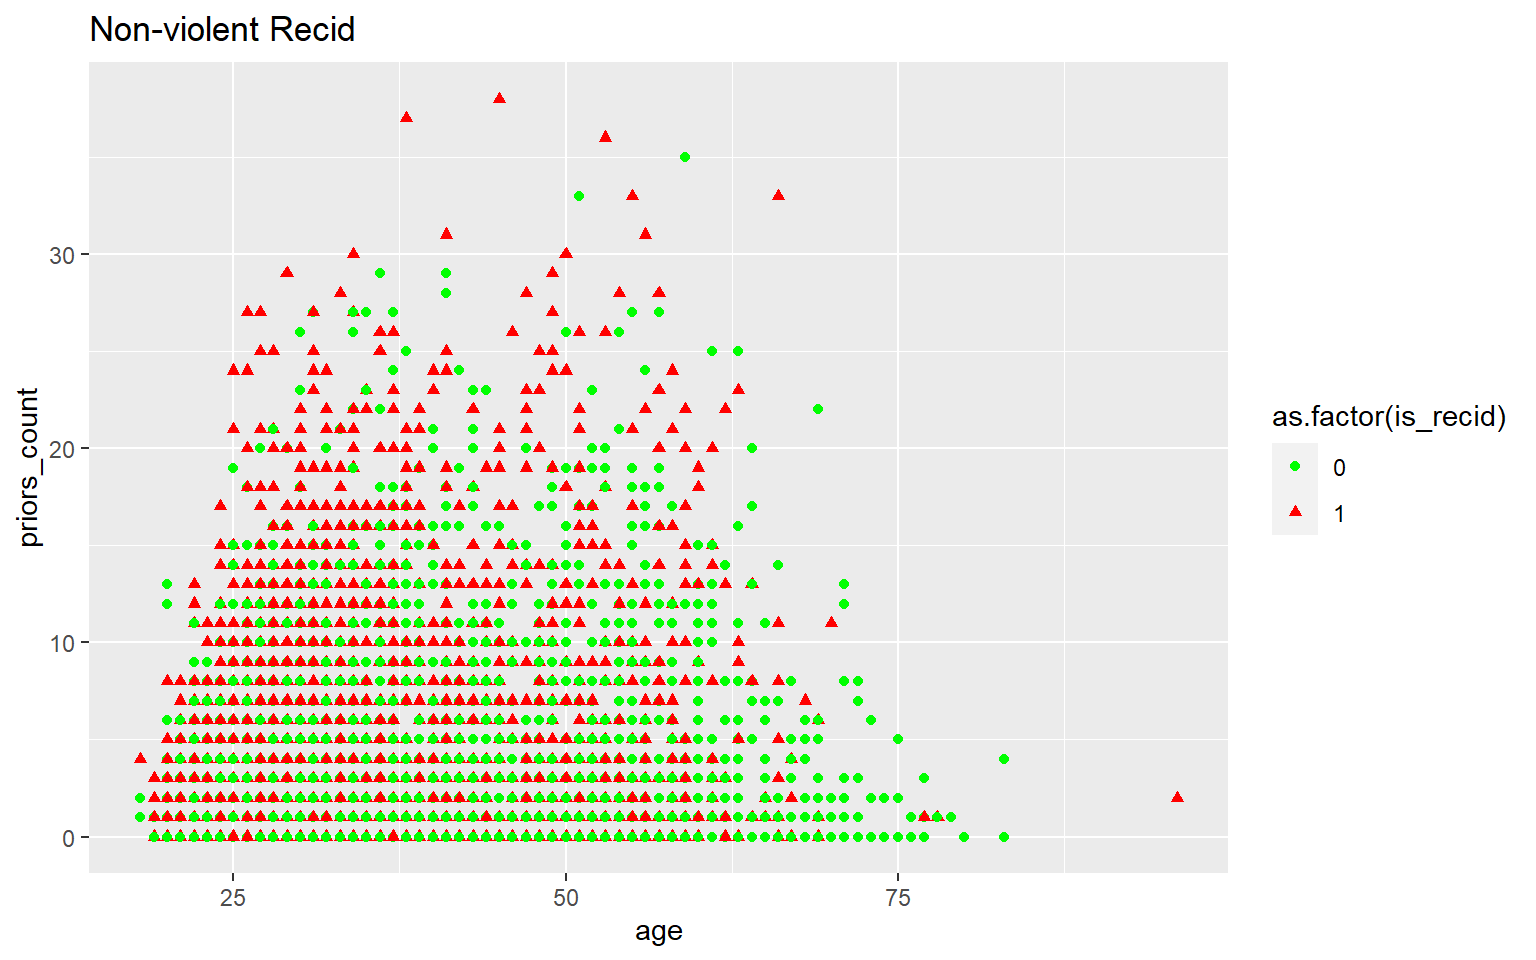 Non-violent Recid
priors_count
30
20
10
0
25 50 75
age
as.factor(is_recid)
0
1